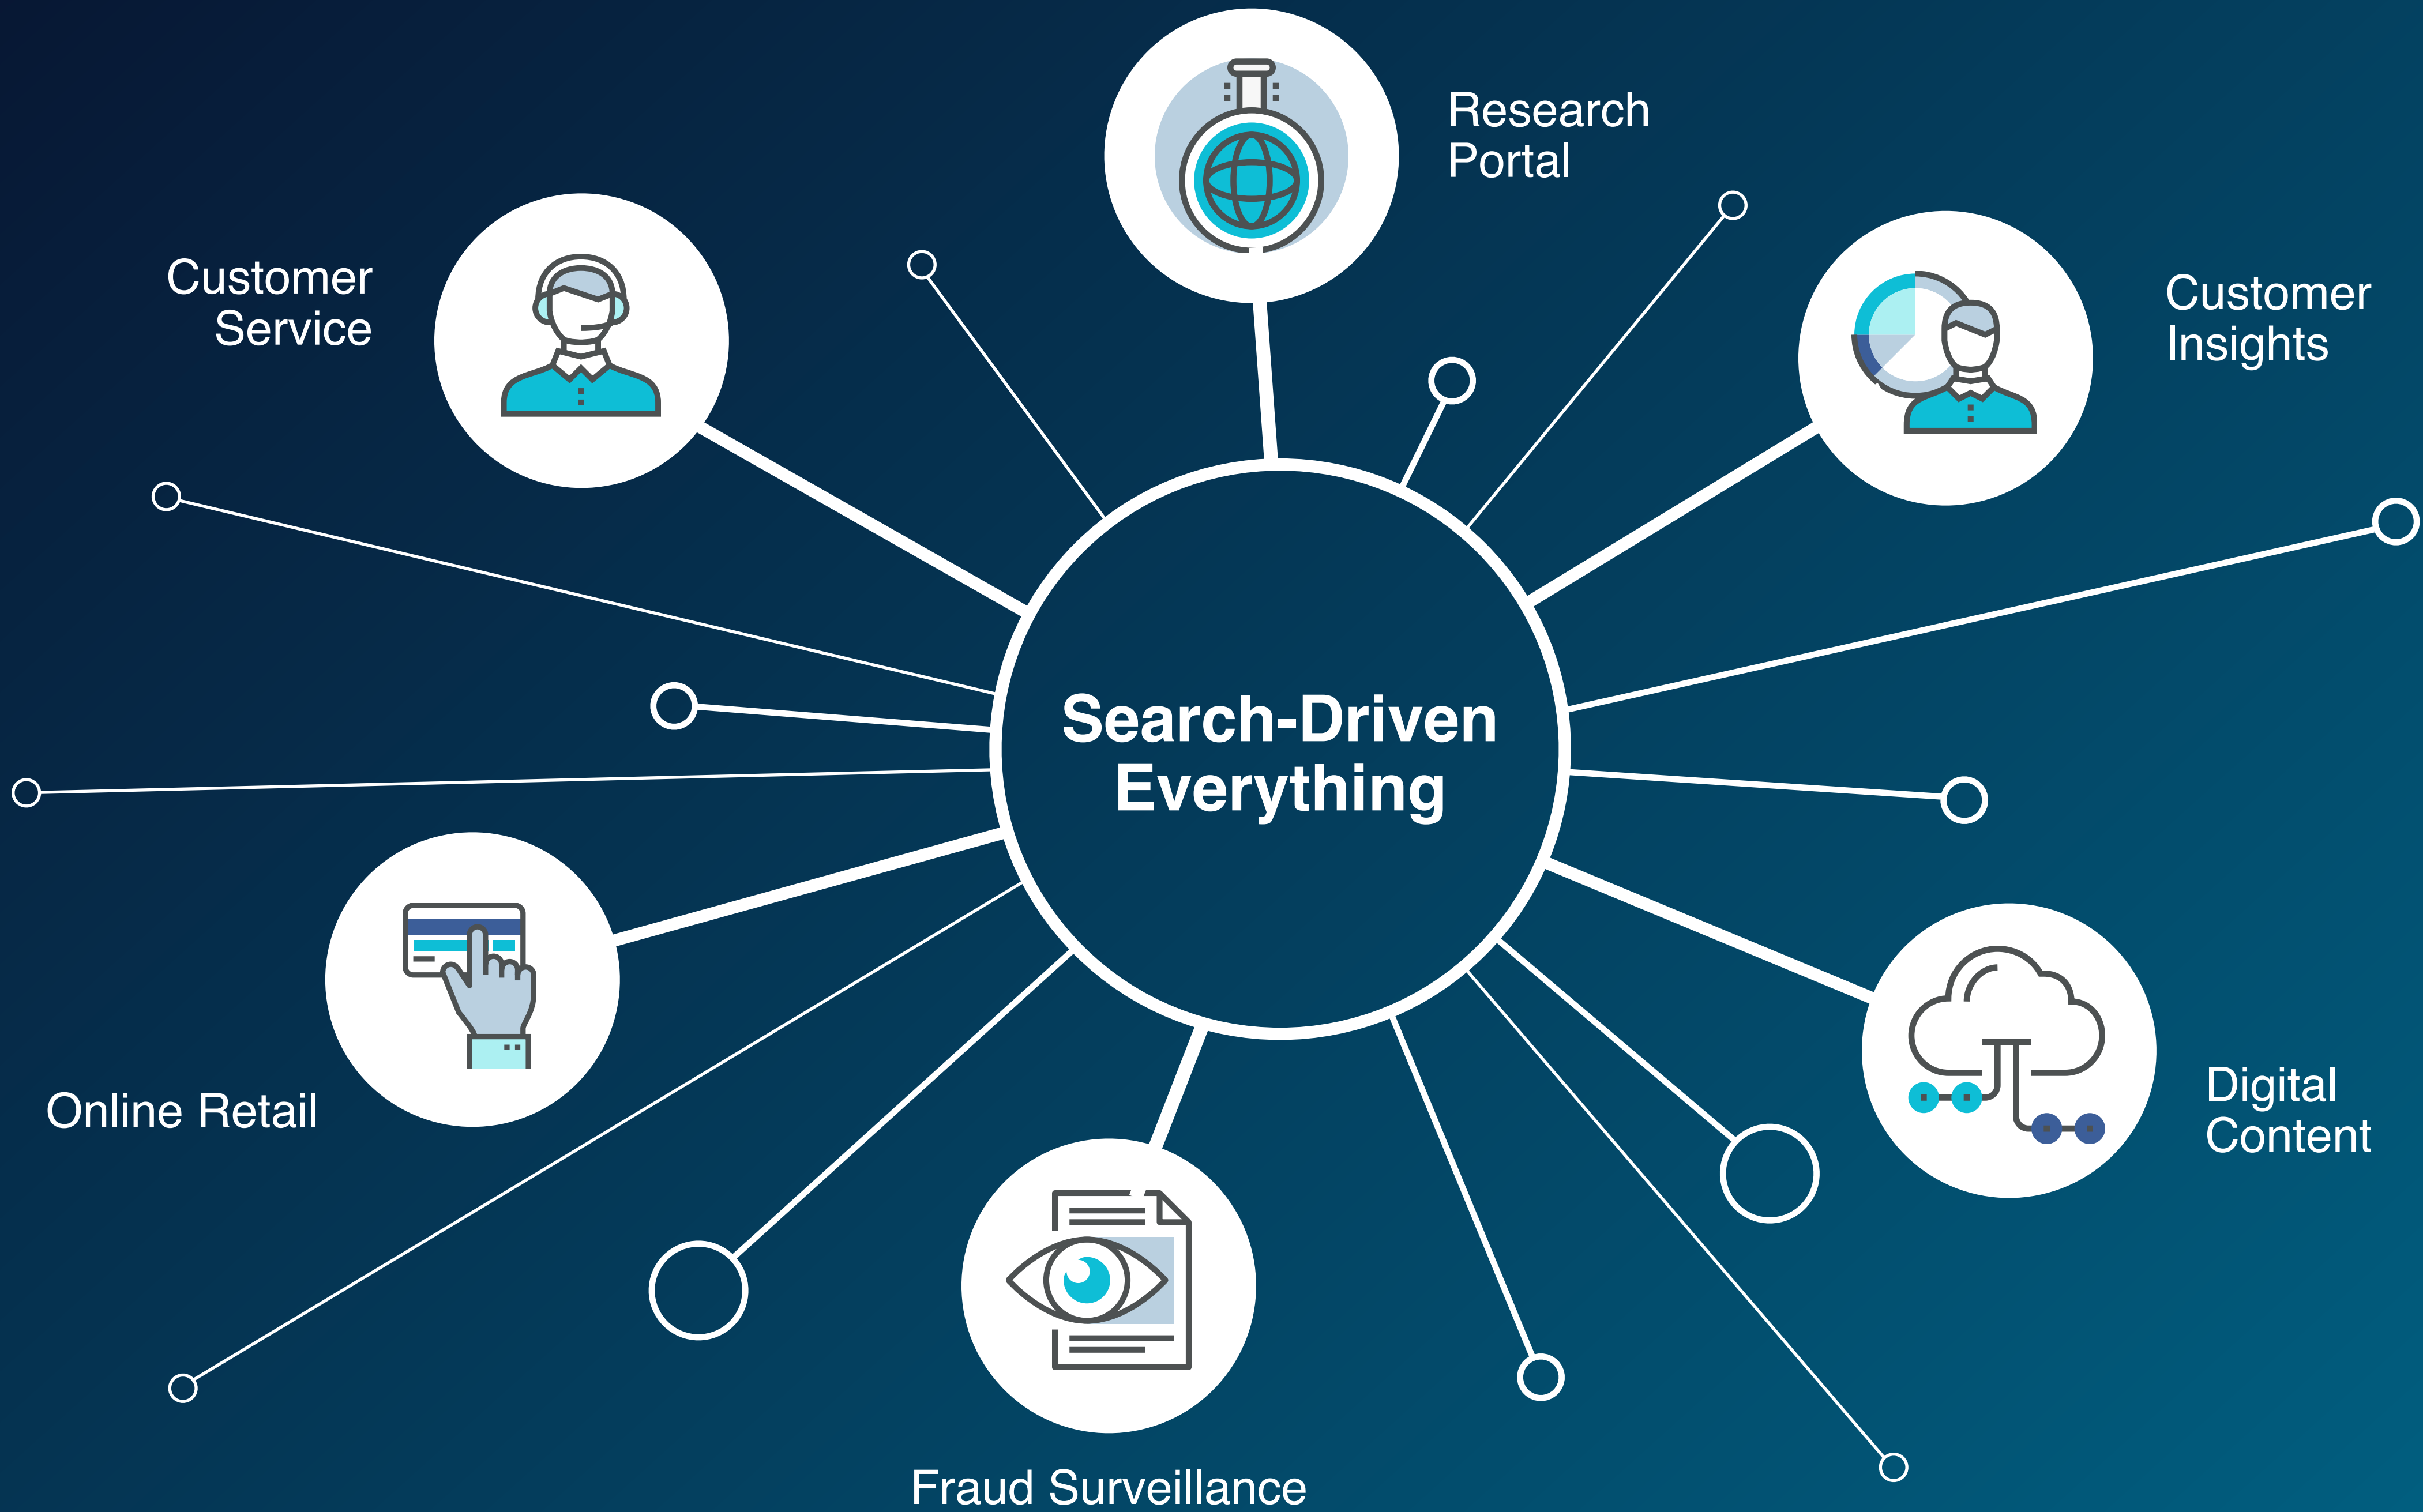 Research
Portal
Customer
Service
Customer
Insights
Search-Driven
Everything
Online Retail
Digital
Content
Fraud Surveillance